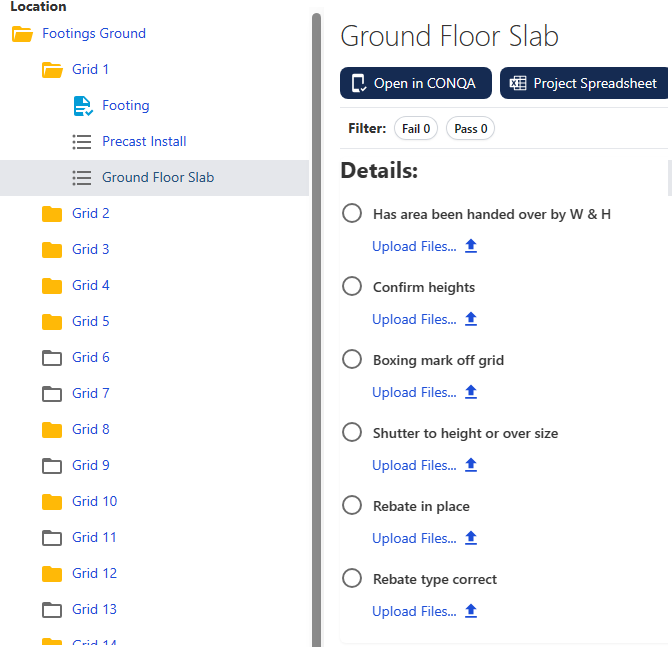 Location
Footings Ground
Grid 1
Footing
Precast Install
Ground Floor Slab
Grid 2
Grid 3
Grid 4
Grid 5
Grid 6
Grid 7
Grid 8
Grid 9
Grid 10
Grid 11
Grid 12
Grid 13
Grid 14
Ground Floor Slab
Open in CONQA
Project Spreadsheet
Filter: Fail 0 Pass 0
Details:
Has area been handed over by W & H
Upload Files...
Confirm heights
Upload Files...
Boxing mark off grid
Upload Files...
Shutter to height or over size
Upload Files...
Rebate in place
Upload Files...
Rebate type correct
Upload Files...